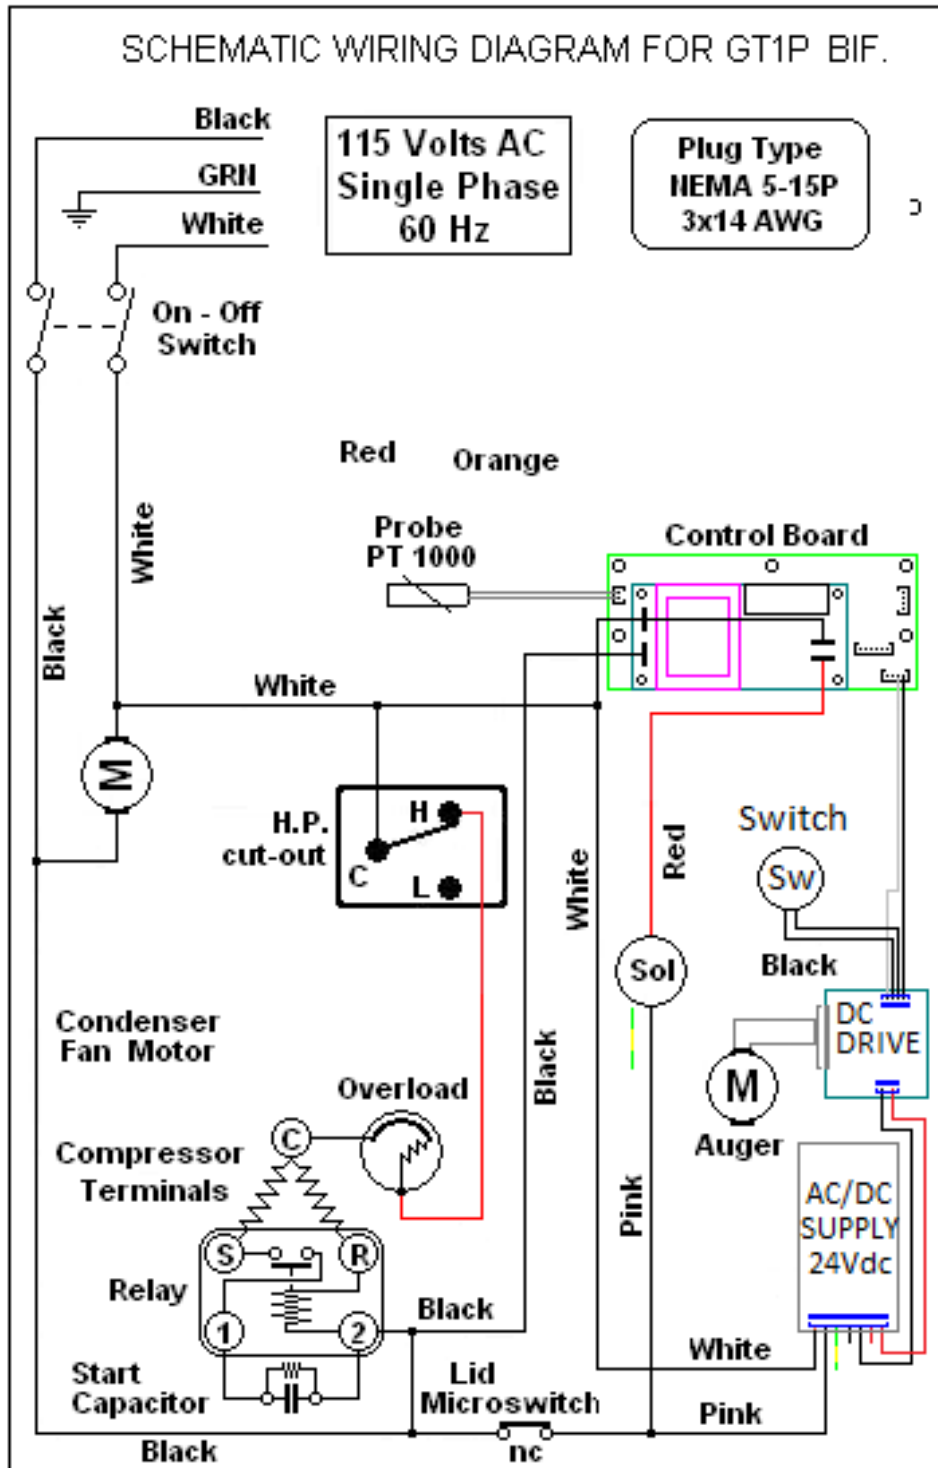 SCHEMATIC WIRING DIAGRAM FOR GT1P BIF.
Black
GRN
White
115 Volts AC
Single Phase
60 Hz
Plug Type
NEMA 5-15P
3x14 AWG
On - Off
Switch
Red
Orange
White
Black
Probe
PT 1000
Control Board
White
M
H.P.
cut-out
H
C
L
White
Red
Switch
Sw
Black
Sol
DC
DRIVE
Condenser
Fan Motor
Black
M
Auger
Overload
C
Compressor
Terminals
Pink
AC/DC
SUPPLY
24Vdc
S
R
Relay
1
2
Black
White
Start
Capacitor
Lid
Microswitch
Pink
Black
nc